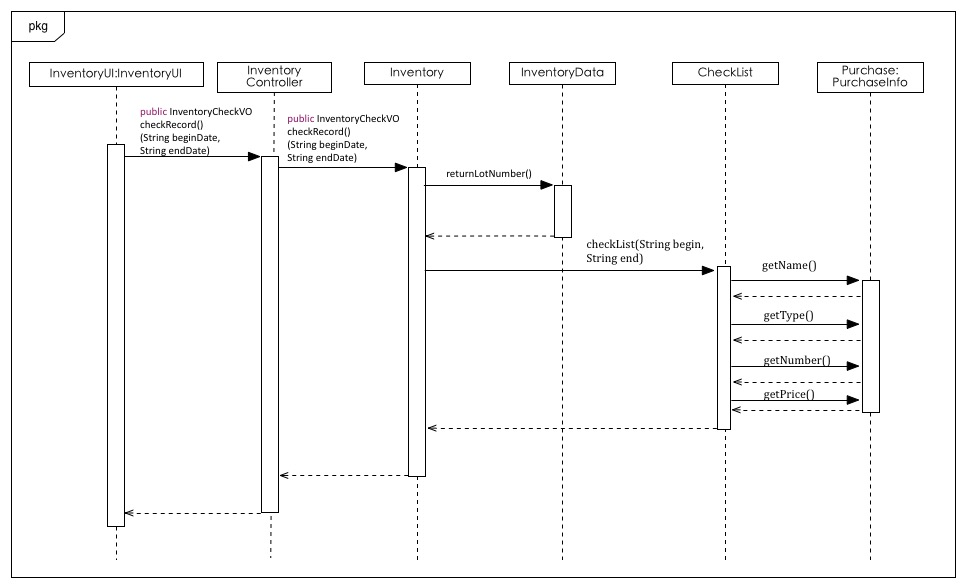 pkg
InventoryUI:InventoryUI
Inventory
Controller
Inventory
InventoryData
CheckList
Purchase:
PurchaseInfo
public InventoryCheckVO
checkRecord()
(String beginDate,
String endDate)
public InventoryCheckVO
checkRecord()
(String beginDate,
String endDate)
returnLotNumber()
checkList(String begin,
String end)
getName()
getType()
getNumber()
getPrice()